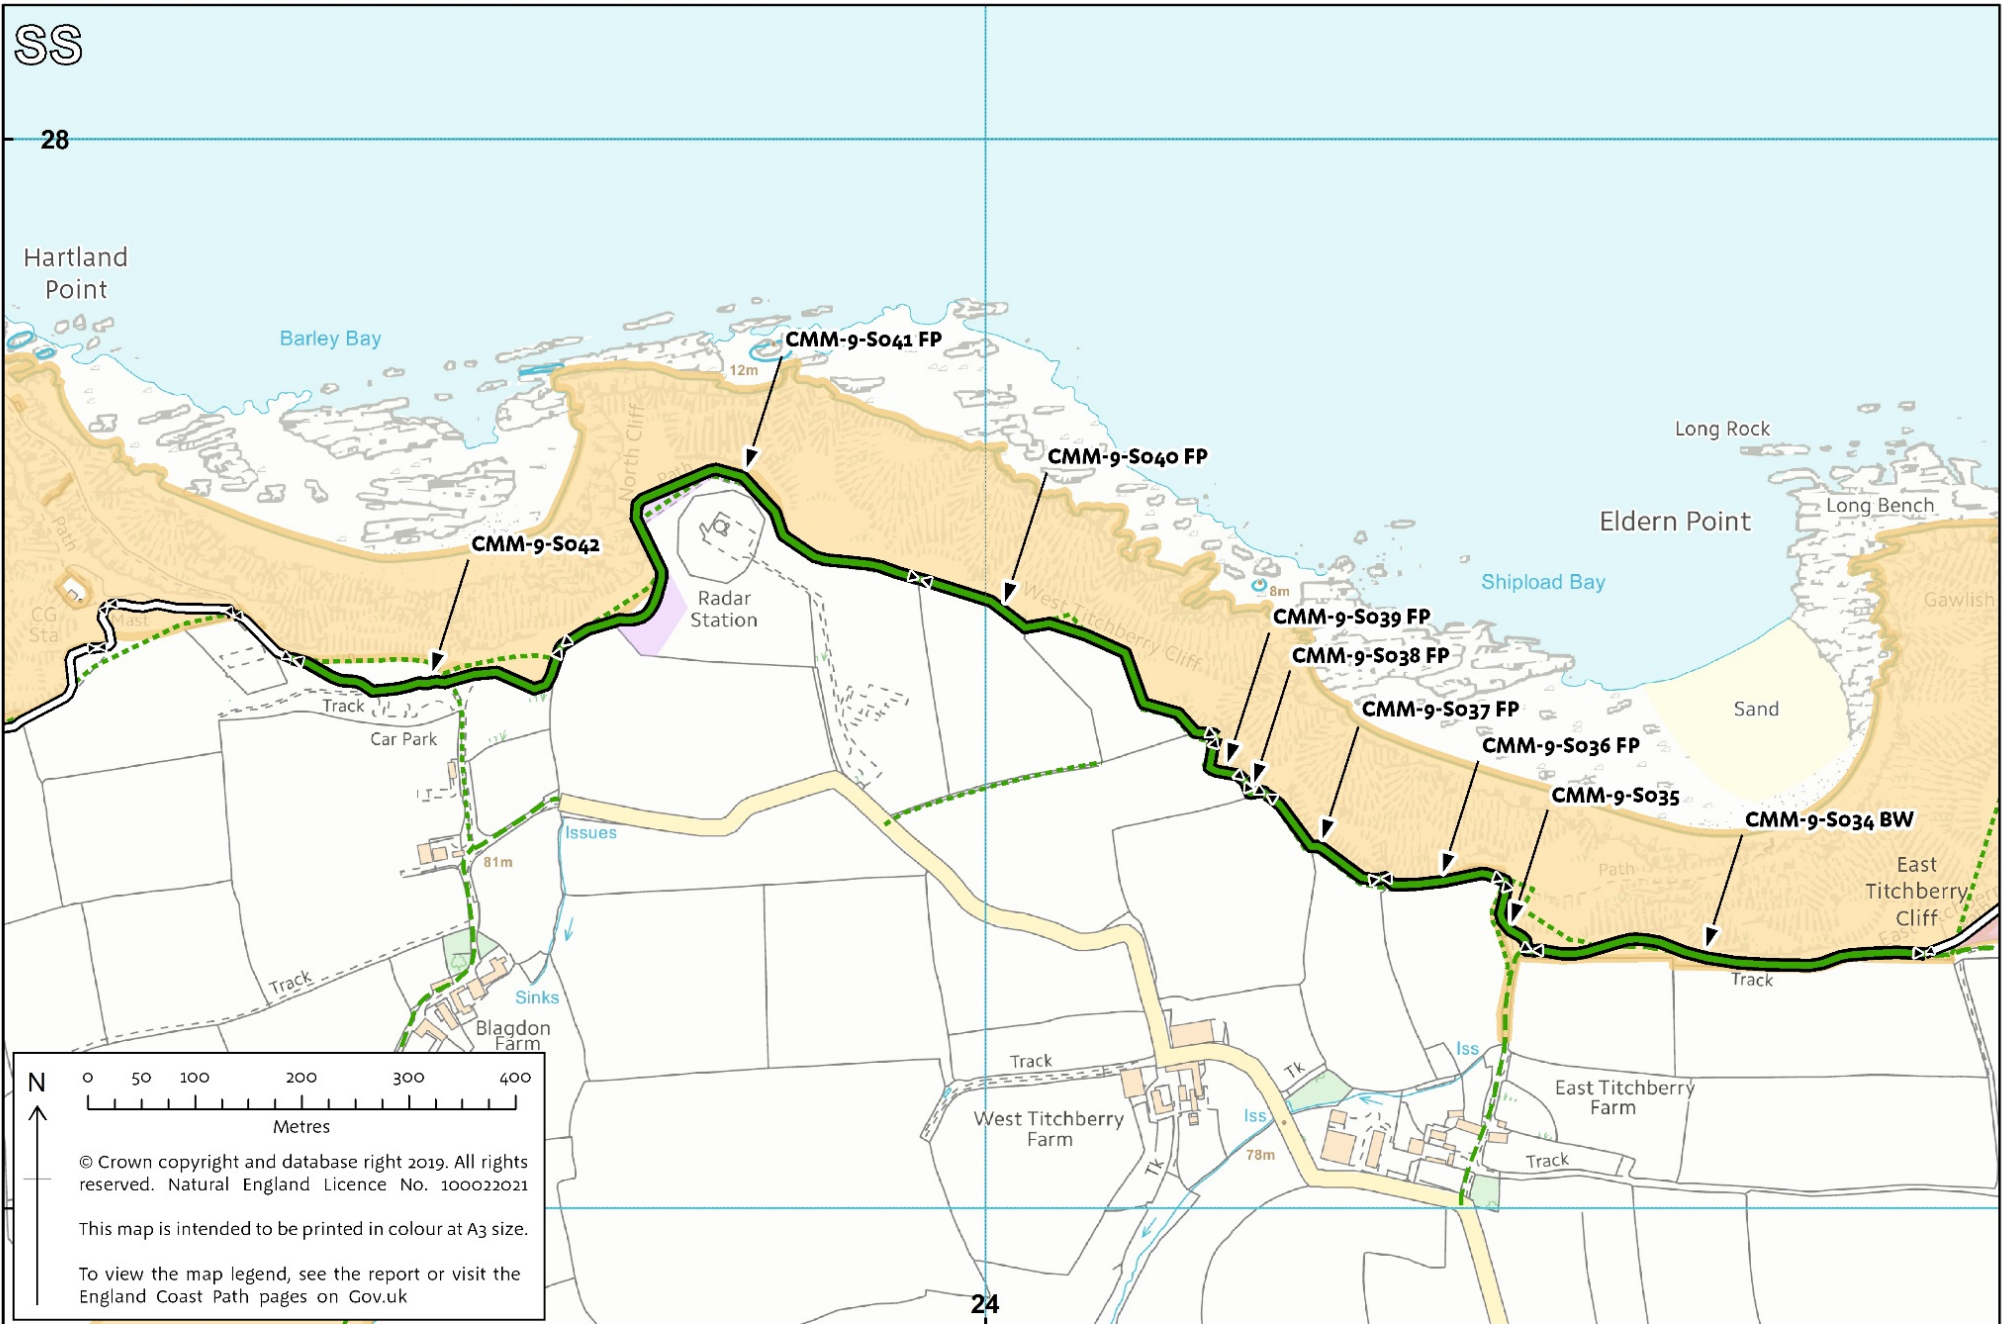 SS
28
Hartland
Point
Barley Bay
CMM-9-S041 FP
12m
North Cliff
Path
CMM-9-S040 FP
Long Rock
Long Bench
Eldern Point
CMM-9-S042
Path
Shipload Bay
8m
Gawlish
Radar
Station
West Titchberry Cliff
CG
Sta
Mast
CMM-9-S039 FP
CMM-9-S038 FP
Sand
Track
Car Park
CMM-9-S037 FP
CMM-9-S036 FP
CMM-9-S035
CMM-9-S034 BW
Issues
81m
Path
East
Titchberry
Cliff
Track
Track
Sinks
Blagdon
Farm
Track
Tk
Iss
West Titchberry
Farm
Iss
East Titchberry
Farm
78m
Tk
Track
N
0 50 100 200 300 400
Metres
© Crown copyright and database right 2019. All rights
reserved. Natural England Licence No. 100022021
This map is intended to be printed in colour at A3 size.
To view the map legend, see the report or visit the
England Coast Path pages on Gov.uk
24